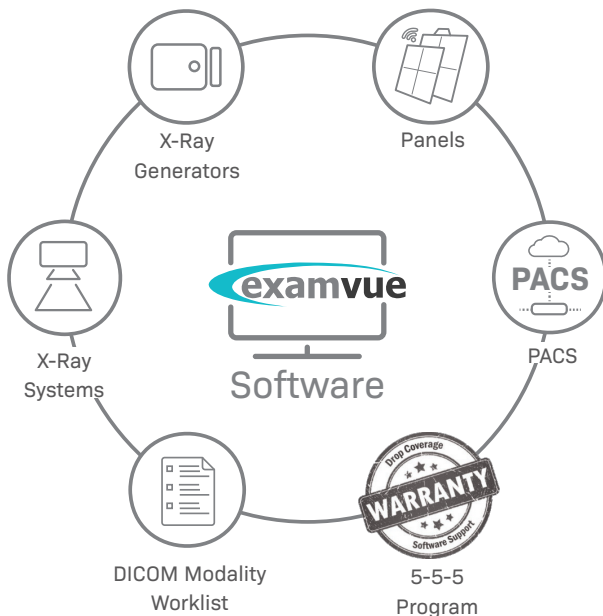 X-Ray
Generators
Panels
examvue
Software
PACS
PACS
X-Ray
Systems
DICOM Modality
Worklist
Drop Coverage
WARRANTY
Software Support
5-5-5
Program